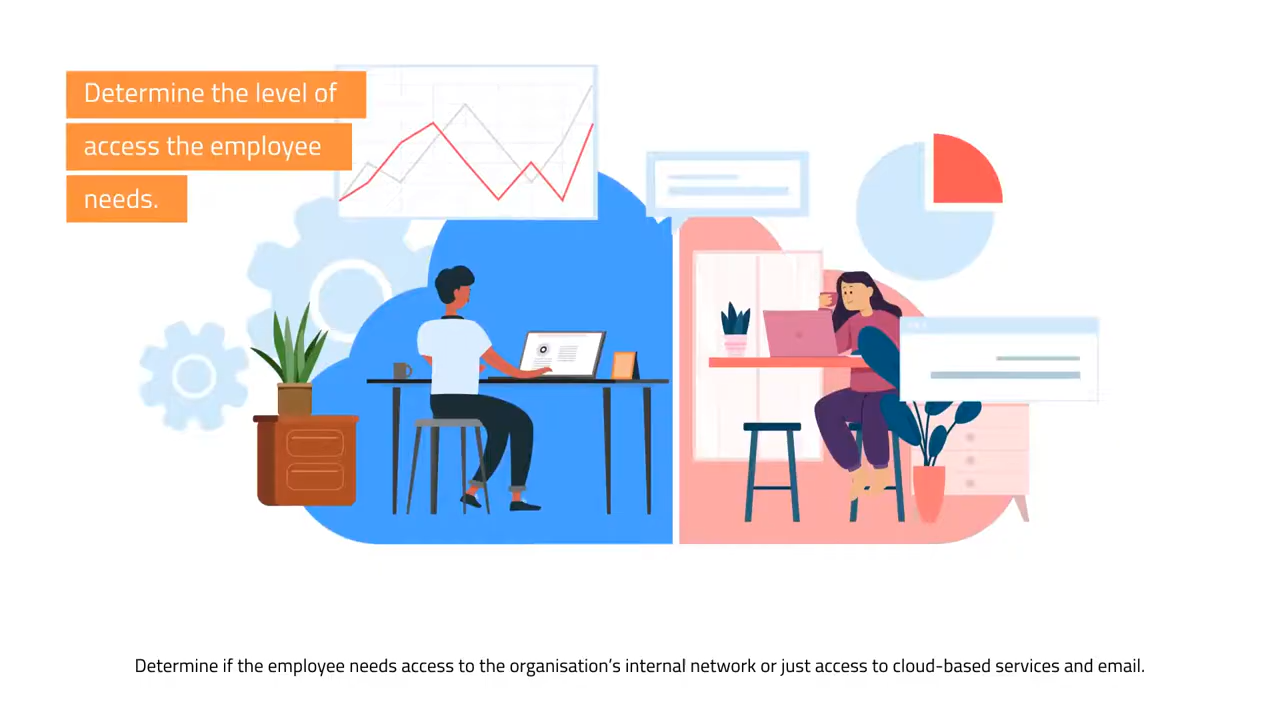 Determine the level of
access the employee
needs.
Determine if the employee needs access to the organisation’s internal network or just access to cloud-based services and email.